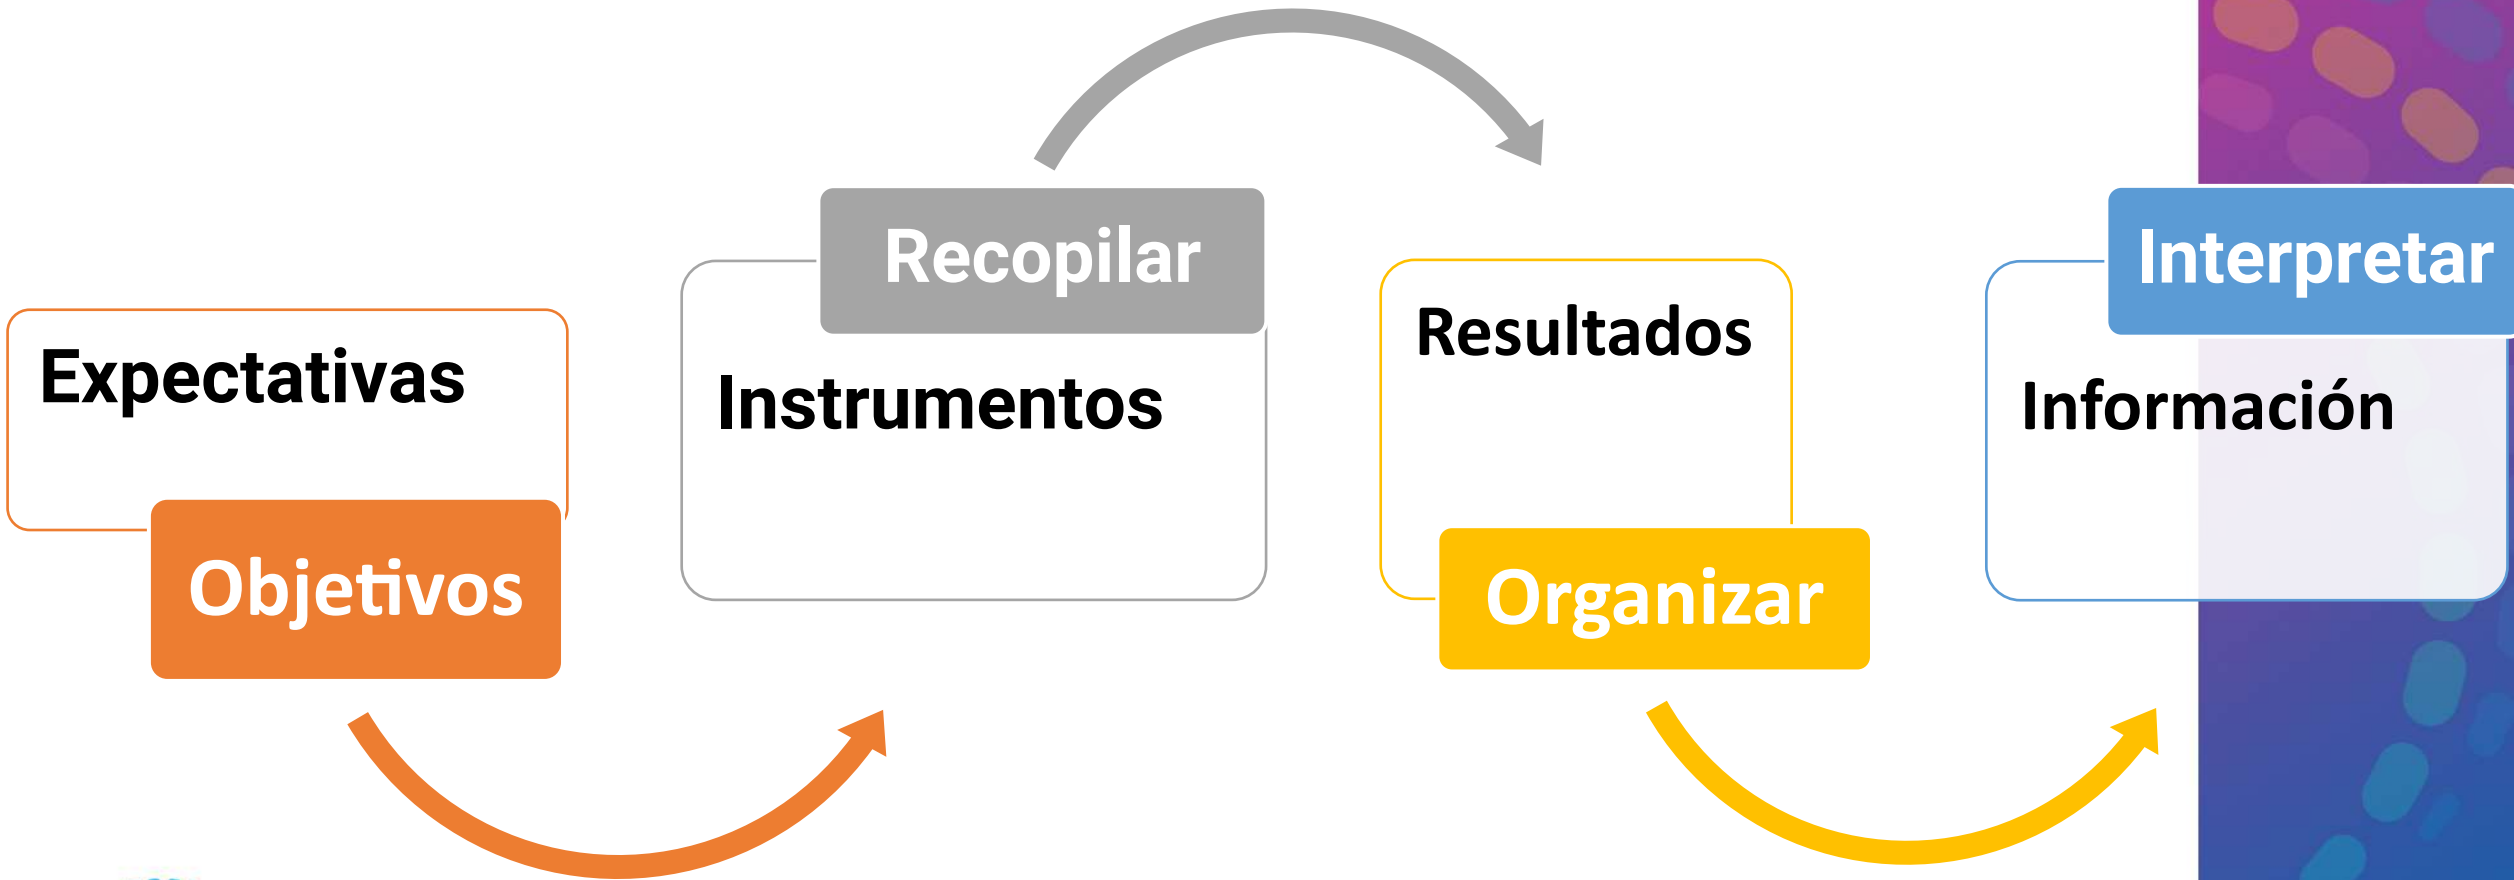 Expectativas
Objetivos
Recopilar
Instrumentos
Resultados
Organizar
Interpretar
Información